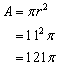 A = πr²
= 11²π
= 121π